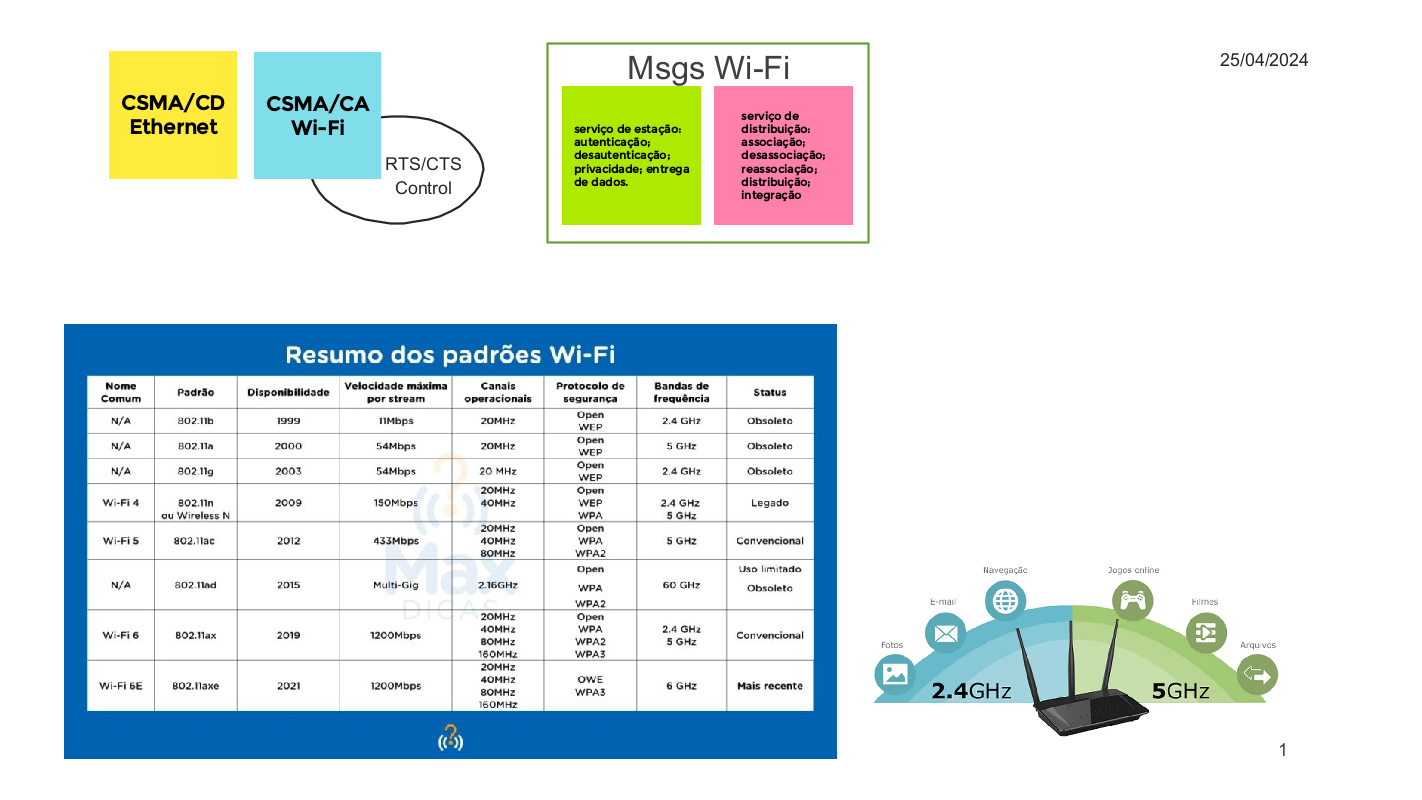 CSMA/CD
Ethernet
CSMA/CA
Wi-Fi
RTS/CTS
Control
Msgs Wi-Fi
serviço de estação:
autenticação;
desautenticação;
privacidade; entrega
de dados.
serviço de
distribuição:
associação;
desassociação;
reassociação;
distribuição;
integração
25/04/2024
Resumo dos padrões Wi-Fi
Nome Comum Padrão Disponibilidade Velocidade máxima por stream Canais operacionais Protocolo de segurança Bandas de frequência Status
N/A 802.11b 1999 11Mbps 20MHz Open WEP 2.4 GHz Obsoleto
N/A 802.11a 2000 54Mbps 20MHz Open WEP 5 GHz Obsoleto
N/A 802.11g 2003 54Mbps 20 MHz Open WEP 2.4 GHz Obsoleto
Wi-Fi 4 802.11n ou Wireless N 2009 150Mbps 20MHz 40MHz Open WEP WPA 2.4 GHz 5 GHz Legado
Wi-Fi 5 802.11ac 2012 433Mbps 20MHz 40MHz 80MHz Open WPA WPA2 5 GHz Convencional
N/A 802.11ad 2015 Multi-Gig 2.16GHz Open WPA WPA2 60 GHz Uso limitado Obsoleto
Wi-Fi 6 802.11ax 2019 1200Mbps 20MHz 40MHz 80MHz 160MHz Open WPA WPA2 WPA3 2.4 GHz 5 GHz Convencional
Wi-Fi 6E 802.11axe 2021 1200Mbps 20MHz 40MHz 80MHz 160MHz OWE WPA3 6 GHz Mais recente
Max
DICAS
Navegação
Jogos online
E-mail
Filmes
Fotos
Arquivos
2.4GHz
5GHz
1